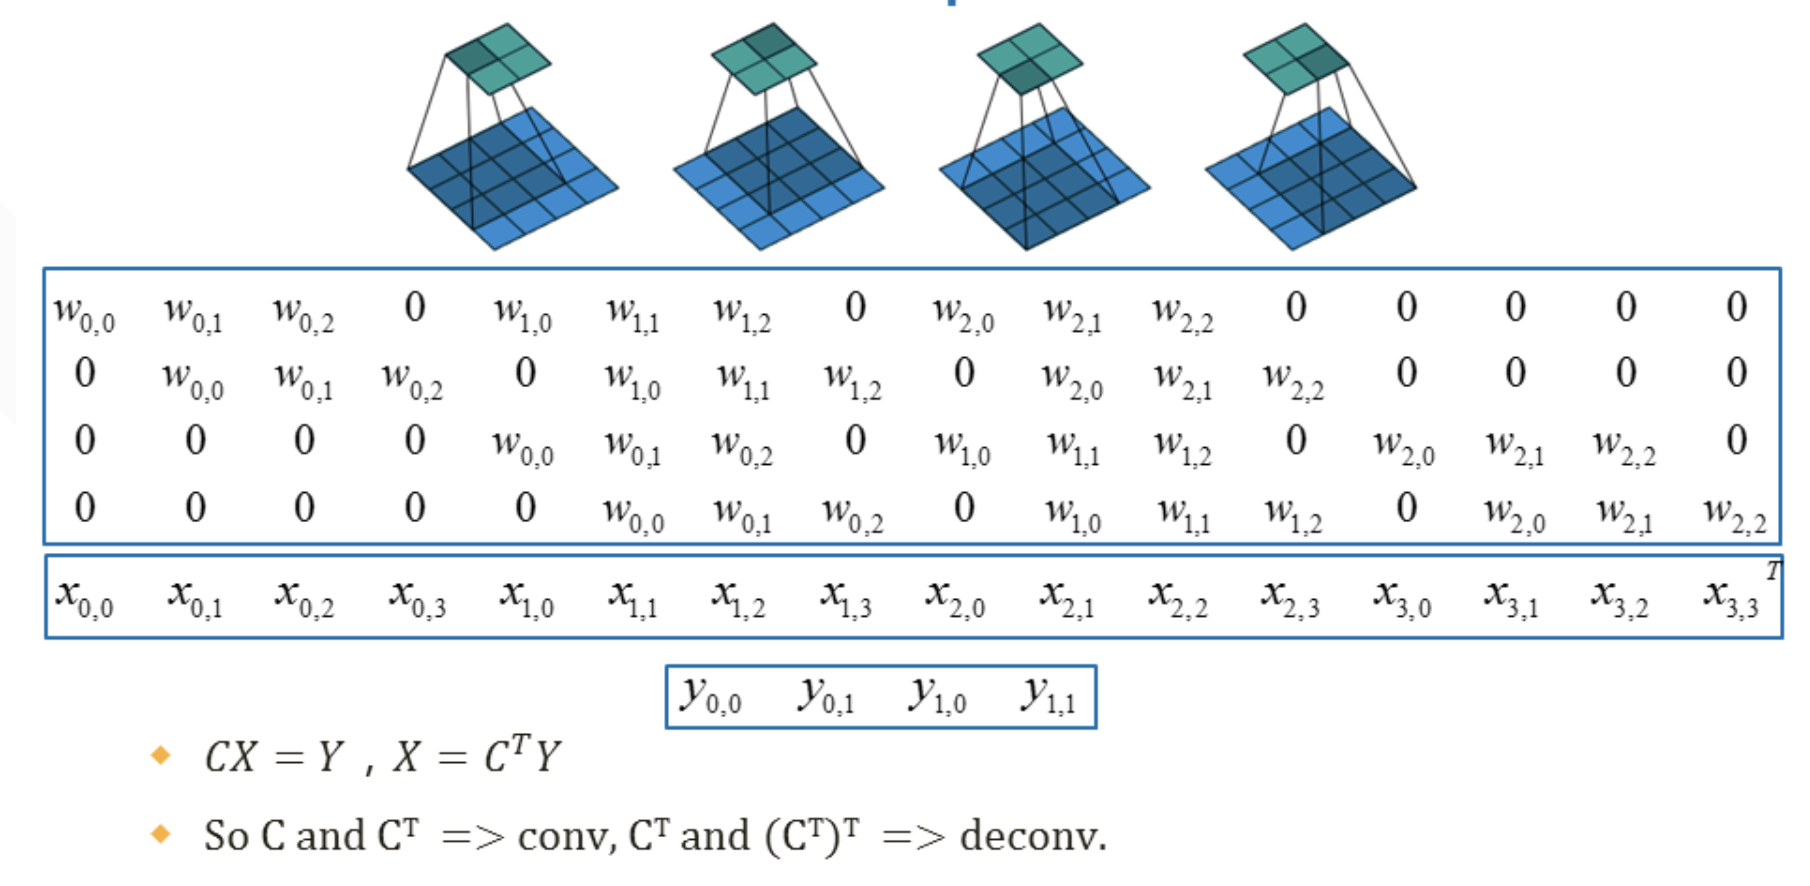 w0,0 w0,1 w0,2 0 w1,0 w1,1 w1,2 0 w2,0 w2,1 w2,2 0 0 0 0 0
0 w0,0 w0,1 w0,2 0 w1,0 w1,1 w1,2 0 w2,0 w2,1 w2,2 0 0 0 0
0 0 0 0 w0,0 w0,1 w0,2 0 w1,0 w1,1 w1,2 0 w2,0 w2,1 w2,2 0
0 0 0 0 0 w0,0 w0,1 w0,2 0 w1,0 w1,1 w1,2 0 w2,0 w2,1 w2,2
x0,0 x0,1 x0,2 x0,3 x1,0 x1,1 x1,2 x1,3 x2,0 x2,1 x2,2 x2,3 x3,0 x3,1 x3,2 x3,3 T
y0,0 y0,1 y1,0 y1,1
◆ CX = Y , X = CᵀY
◆ So C and Cᵀ => conv, Cᵀ and (Cᵀ)ᵀ => deconv.